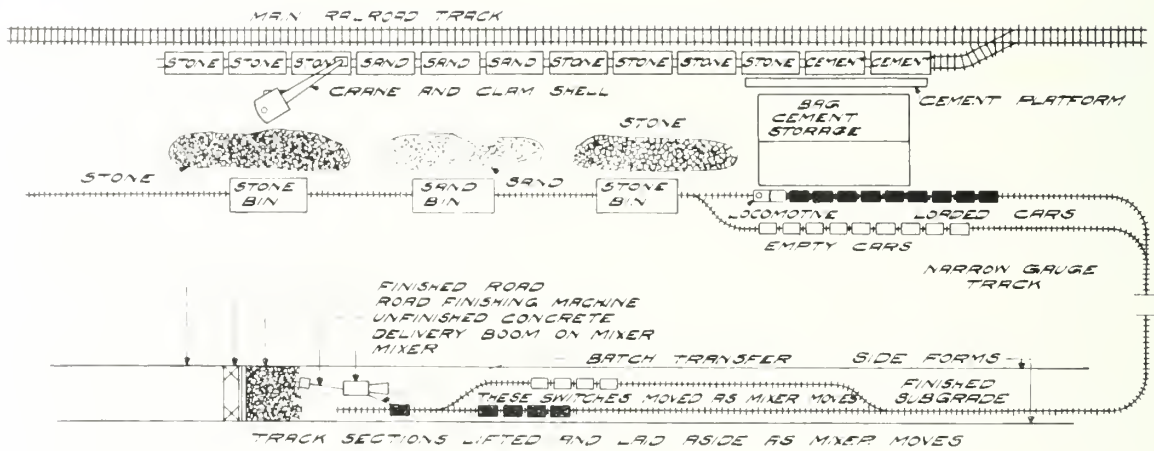 MAIN RAILROAD TRACK
STONE STONE STONE SAND SAND SAND STONE STONE STONE STONE CEMENT CEMENT
CRANE AND CLAM SHELL
CEMENT PLATFORM
BAG
CEMENT
STORAGE
STONE
STONE
STONE
BIN
SAND
BIN
SAND
STONE
BIN
LOCOMOTIVE
LOADED CARS
EMPTY CARS
NARROW GAUGE
TRACK
FINISHED ROAD
ROAD FINISHING MACHINE
UNFINISHED CONCRETE
DELIVERY BOOM ON MIXER
MIXER
BATCH TRANSFER
SIDE FORMS
FINISHED
SUBGRADE
THESE SWITCHES MOVED AS MIXER MOVES
TRACK SECTIONS LIFTED AND LAID ASIDE AS MIXER MOVES